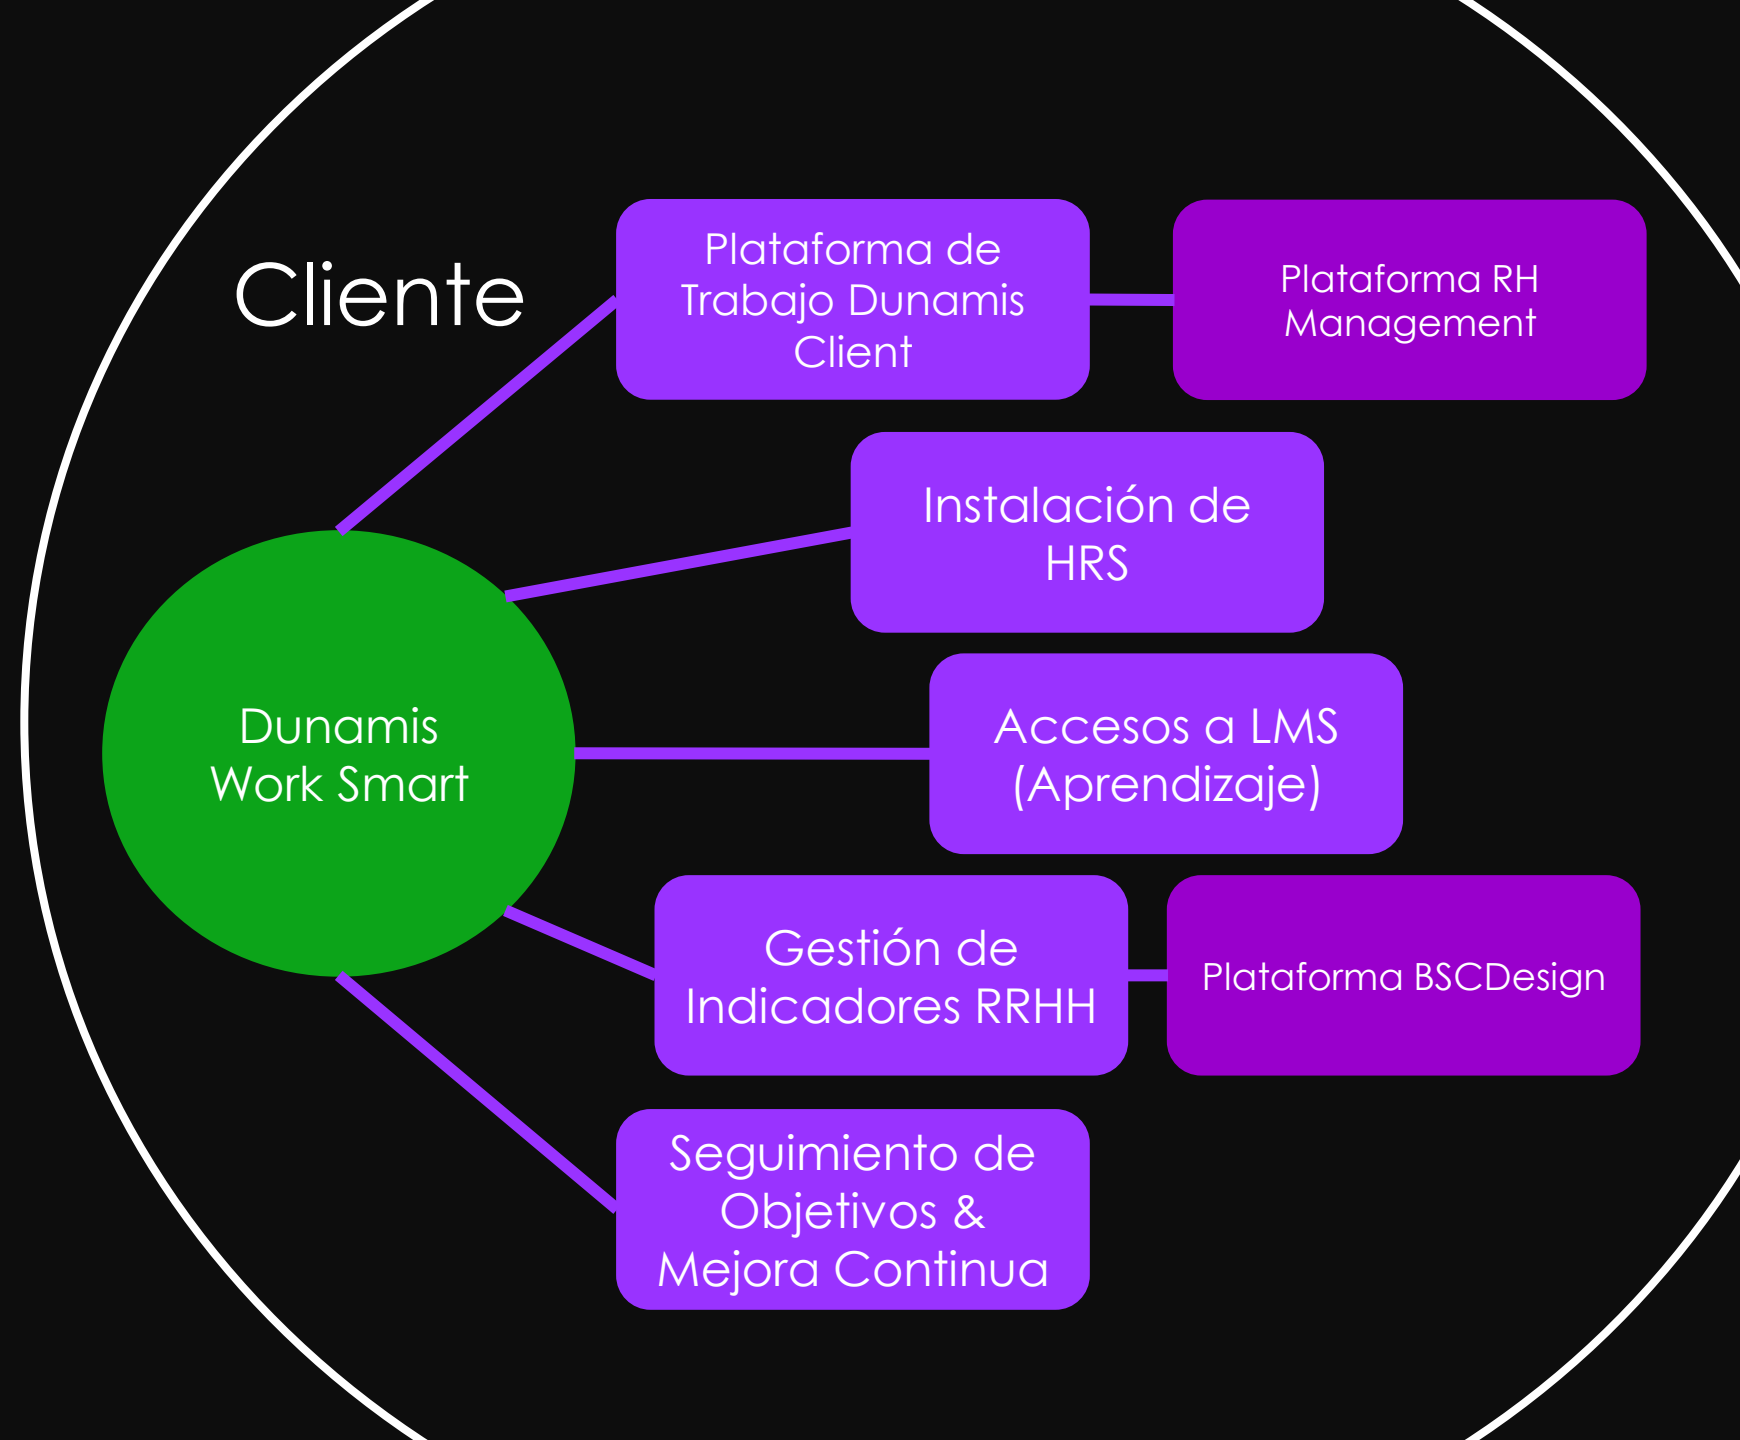 Cliente
Plataforma de
Trabajo Dunamis
Client
Plataforma RH
Management
Instalación de
HRS
Dunamis
Work Smart
Accesos a LMS
(Aprendizaje)
Gestión de
Indicadores RRHH
Plataforma BSCDesign
Seguimiento de
Objetivos &
Mejora Continua